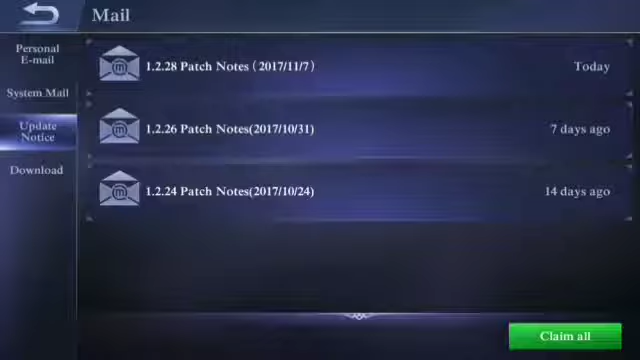 Mail
Personal
E-mail
System Mail
Update
Notice
Download
1.2.28 Patch Notes（2017/11/7）
Today
1.2.26 Patch Notes(2017/10/31)
7 days ago
1.2.24 Patch Notes(2017/10/24)
14 days ago
Claim all